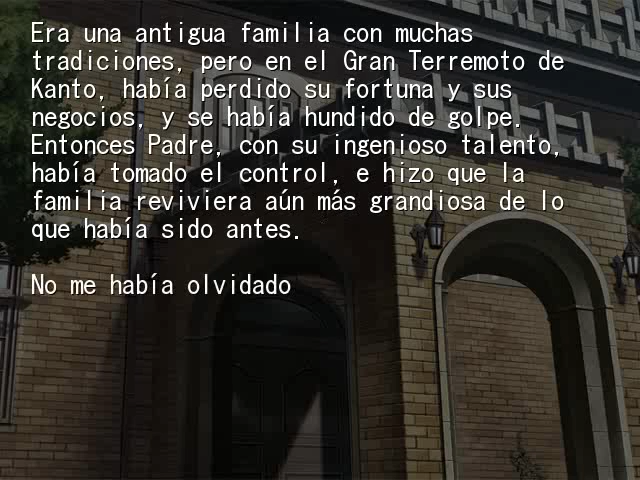 Era una antigua familia con muchas
tradiciones, pero en el Gran Terremoto de
Kanto, había perdido su fortuna y sus
negocios, y se había hundido de golpe.
Entonces Padre, con su ingenioso talento,
había tomado el control, e hizo que la
familia reviviera aún más grandiosa de lo
que había sido antes.
No me había olvidado